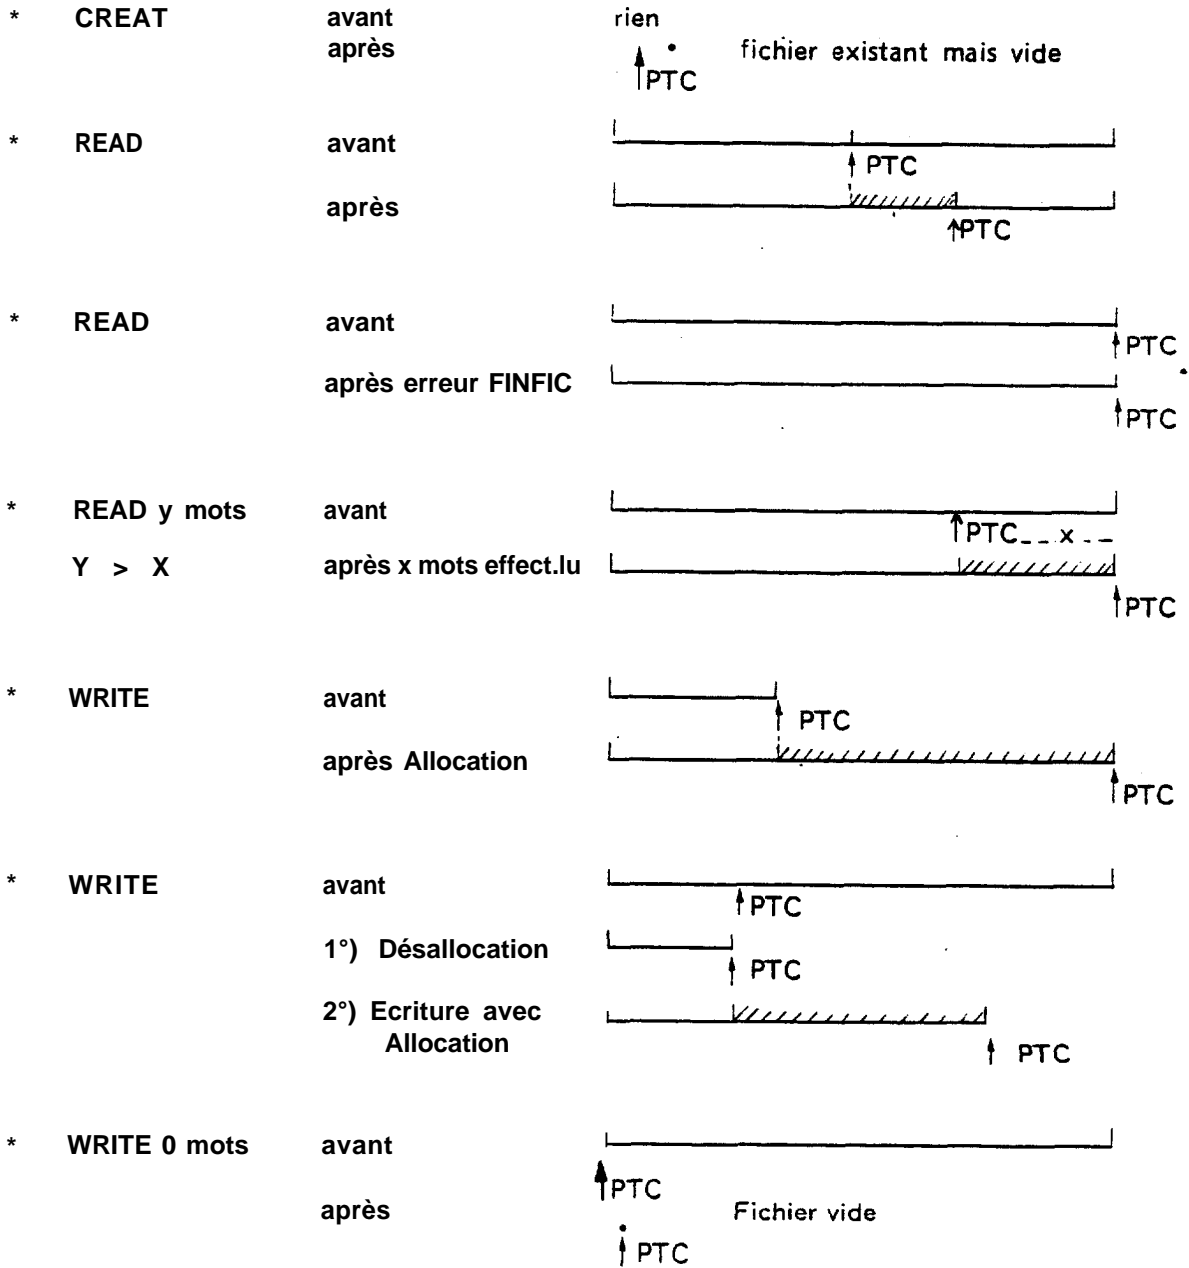 * CREAT avant rien
après fichier existant mais vide
PTC
* READ avant
PTC
après
PTC
* READ avant
PTC
après erreur FINFIC
PTC
* READ y mots avant
PTC x
Y > X après x mots effect.lu
PTC
* WRITE avant
PTC
après Allocation
PTC
* WRITE avant
PTC
1°) Désallocation
PTC
2°) Ecriture avec
Allocation PTC
* WRITE 0 mots avant
PTC
après Fichier vide
PTC